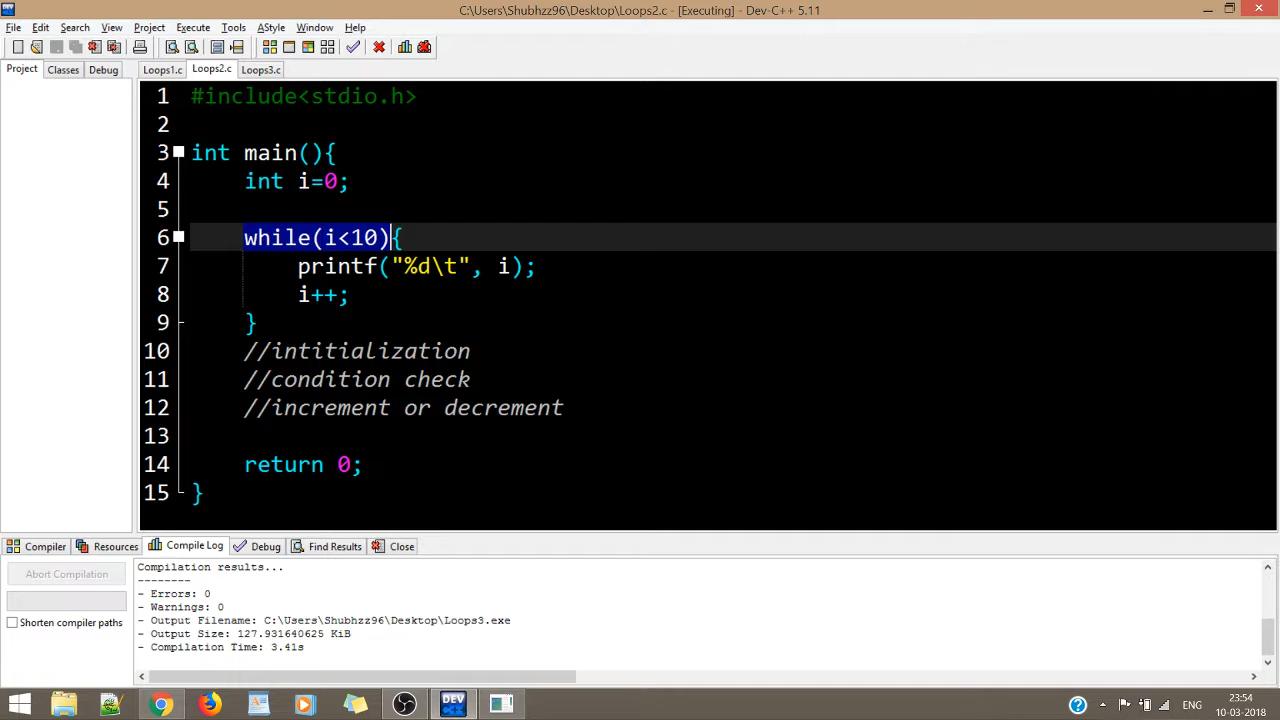 C:\Users\Shubhzz96\Desktop\Loops2.c - [Executing] - Dev-C++ 5.11
File Edit Search View Project Execute Tools AStyle Window Help
Project Classes Debug Loops1.c Loops2.c Loops3.c
1 #include<stdio.h>
2
3 int main(){
4 int i=0;
5
6 while(i<10){
7 printf("%d\t", i);
8 i++;
9 }
10 //intitialization
11 //condition check
12 //increment or decrement
13
14 return 0;
15 }
Compiler Resources Compile Log Debug Find Results Close
Abort Compilation
Shorten compiler paths
Compilation results...
--------
- Errors: 0
- Warnings: 0
- Output Filename: C:\Users\Shubhzz96\Desktop\Loops3.exe
- Output Size: 127.931640625 KiB
- Compilation Time: 3.41s
DEV
ENG
23:54
10-03-2018